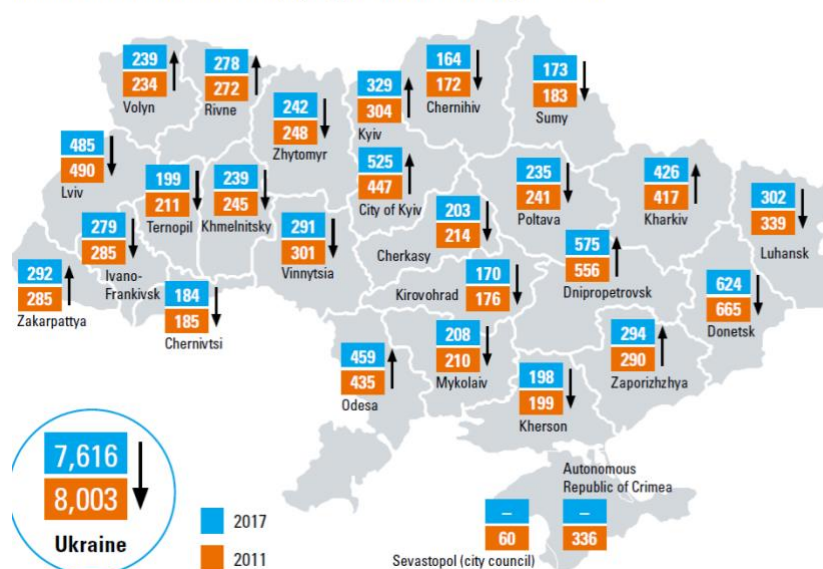 239
234
Volyn
278
272
Rivne
242
248
Zhytomyr
329
304
Kyiv
164
172
Chernihiv
173
183
Sumy
485
490
Lviv
199
211
Ternopil
239
245
Khmelnitsky
525
447
City of Kyiv
235
241
Poltava
426
417
Kharkiv
302
339
Luhansk
279
285
Ivano-
Frankivsk
291
301
Vinnytsia
203
214
Cherkasy
575
556
Dnipropetrovsk
292
285
Zakarpattya
184
185
Chernivtsi
170
176
Kirovohrad
624
665
Donetsk
459
435
Odesa
208
210
Mykolaiv
198
199
Kherson
294
290
Zaporizhzhya
7,616
8,003
Ukraine
2017
2011
Autonomous
Republic of Crimea
–
336
–
60
Sevastopol (city council)